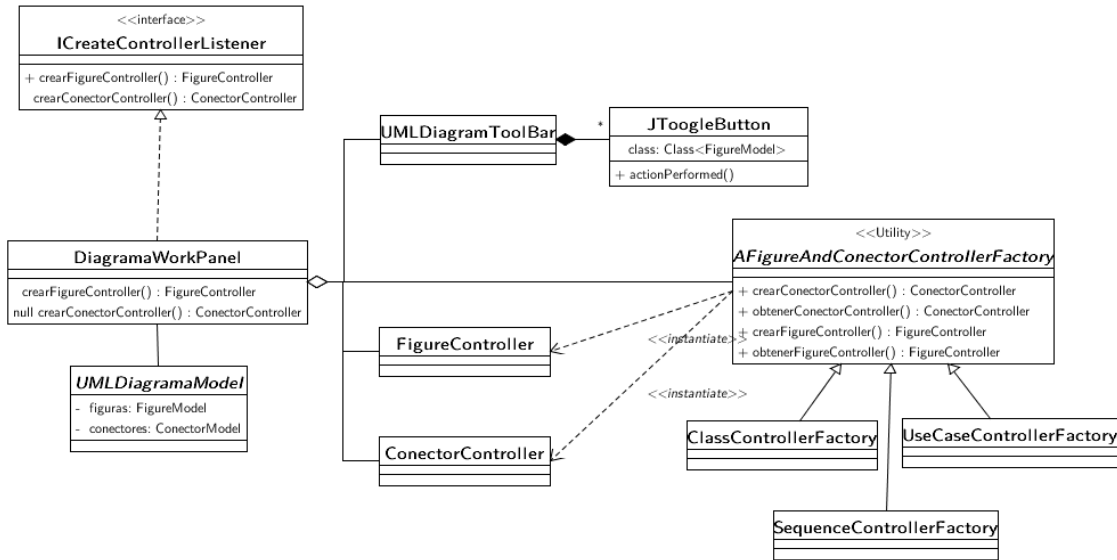 <<interface>>
ICreateControllerListener
+ crearFigureController() : FigureController
crearConectorController() : ConectorController
UMLDiagramToolBar
*
JToogleButton
class: Class<FigureModel>
+ actionPerformed()
DiagramaWorkPanel
crearFigureController() : FigureController
null crearConectorController() : ConectorController
<<Utility>>
AFigureAndConectorControllerFactory
+ crearConectorController() : ConectorController
+ obtenerConectorController() : ConectorController
+ crearFigureController() : FigureController
+ obtenerFigureController() : FigureController
FigureController
<<instantiate>>
UMLDiagramaModel
- figuras: FigureModel
- conectores: ConectorModel
<<instantiate>>
ConectorController
ClassControllerFactory
UseCaseControllerFactory
SequenceControllerFactory